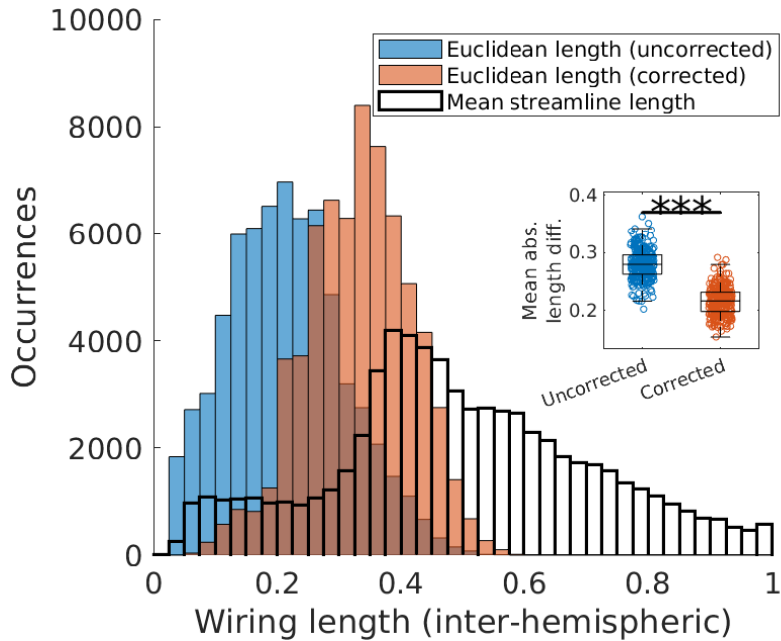 10000
8000
6000
4000
2000
0
Occurrences
Euclidean length (uncorrected)
Euclidean length (corrected)
Mean streamline length
0.4
0.3
0.2
Mean abs.
length diff.
***
Uncorrected
Corrected
0
0.2
0.4
0.6
0.8
1
Wiring length (inter-hemispheric)